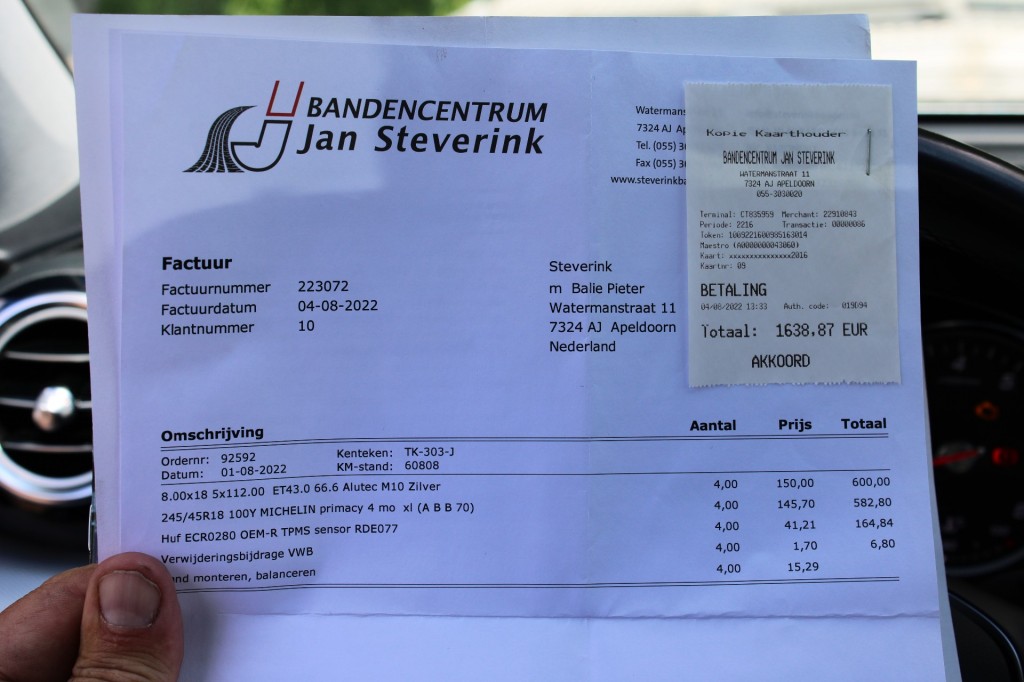 BANDENCENTRUM
Jan Steverink
Watermans
7324 AJ Ap
Tel. (055) 3
Fax (055) 3
www.steverinkba
Kopie Kaarthouder
BANDENCENTRUM JAN STEVERINK
WATERMANSTRAAT 11
7324 AJ APELDOORN
055-3030020
Terminal: CT835959 Merchant: 22910843
Periode: 2216 Transactie: 00000086
Token: 1009221600985163014
Maestro (A0000000043060)
Kaart: xxxxxxxxxxxxxxx2016
Kaartnr: 09
BETALING
04/08/2022 13:33 Auth. code: 019D94
Totaal: 1638.87 EUR
AKKOORD
Factuur
Factuurnummer 223072
Factuurdatum 04-08-2022
Klantnummer 10
Steverink
m Balie Pieter
Watermanstraat 11
7324 AJ Apeldoorn
Nederland
Omschrijving Aantal Prijs Totaal
Ordernr: 92592 Kenteken: TK-303-J
Datum: 01-08-2022 KM-stand: 60808
8.00x18 5x112.00 ET43.0 66.6 Alutec M10 Zilver 4,00 150,00 600,00
245/45R18 100Y MICHELIN primacy 4 mo xl (A B B 70) 4,00 145,70 582,80
Huf ECR0280 OEM-R TPMS sensor RDE077 4,00 41,21 164,84
Verwijderingsbijdrage VWB 4,00 1,70 6,80
nd monteren, balanceren 4,00 15,29